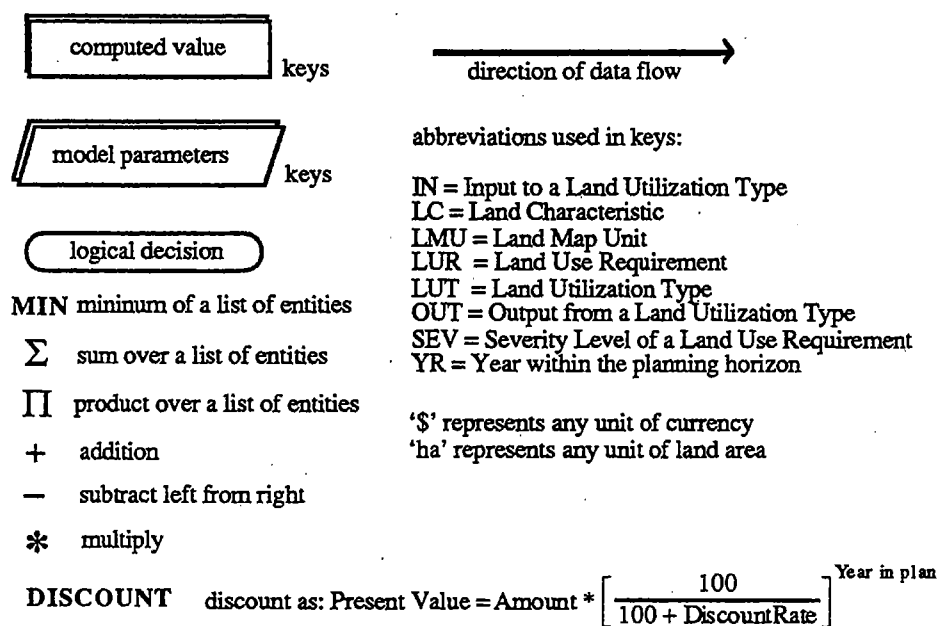 computed value
keys
direction of data flow
model parameters
keys
logical decision
MIN mininum of a list of entities
Σ sum over a list of entities
∏ product over a list of entities
+ addition
− subtract left from right
* multiply
abbreviations used in keys:
IN = Input to a Land Utilization Type
LC = Land Characteristic
LMU = Land Map Unit
LUR = Land Use Requirement
LUT = Land Utilization Type
OUT = Output from a Land Utilization Type
SEV = Severity Level of a Land Use Requirement
YR = Year within the planning horizon
‘$’ represents any unit of currency
‘ha’ represents any unit of land area
DISCOUNT discount as: Present Value = Amount * [ 100 / 100 + DiscountRate ] Year in plan